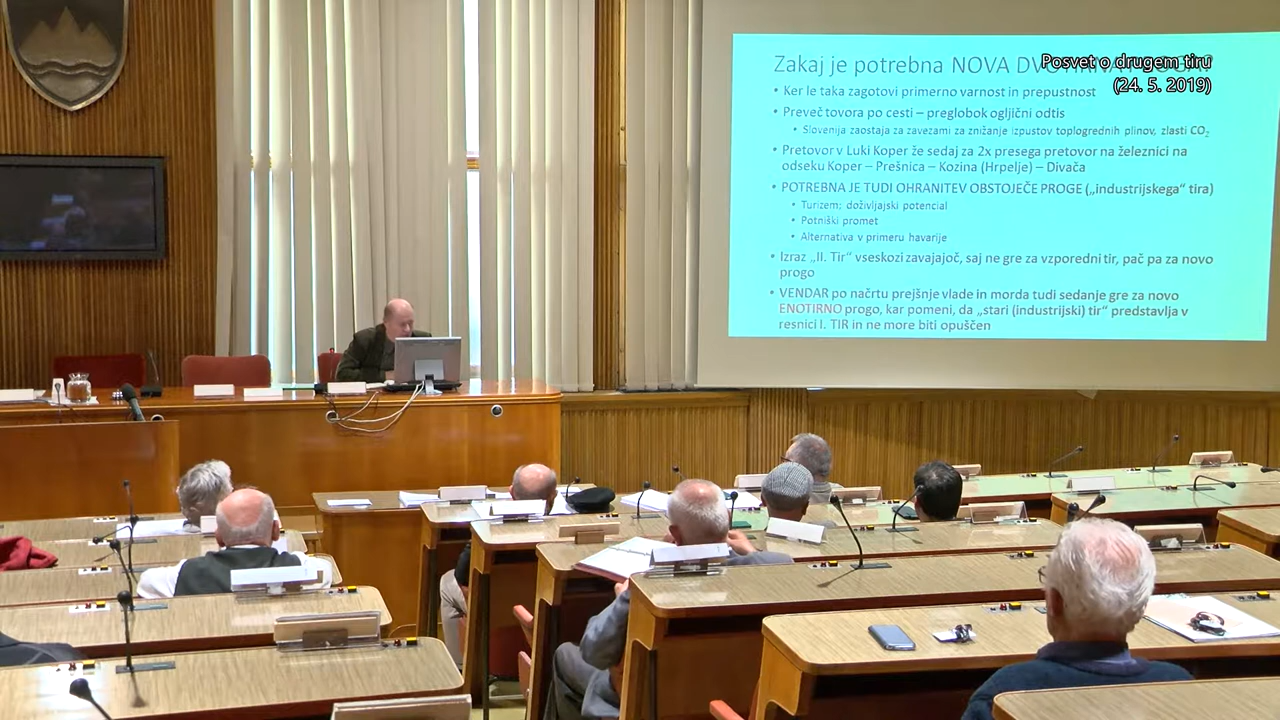 Zakaj je potrebna NOVA
Posvet o drugem tiru
(24. 5. 2019)
• Ker le taka zagotovi primerno varnost in prepustnost
• Preveč tovora po cesti – preglobok ogljični odtis
• Slovenija zaostaja za zavezami za znižanje izpustov toplogrednih plinov, zlasti CO₂
• Pretovor v Luki Koper že sedaj za 2x presega pretovor na železnici na
odseku Koper – Prešnica – Kozina (Hrpelje) – Divača
• POTREBNA JE TUDI OHRANITEV OBSTOJEČE PROGE („industrijskega“ tira)
• Turizem; doživljajski potencial
• Potniški promet
• Alternativa v primeru havarije
• Izraz „II. Tir“ vseskozi zavajajoč, saj ne gre za vzporedni tir, pač pa za novo
progo
• VENDAR po načrtu prejšnje vlade in morda tudi sedanje gre za novo
ENOTIRNO progo, kar pomeni, da „stari (industrijski) tir“ predstavlja v
resnici I. TIR in ne more biti opuščen